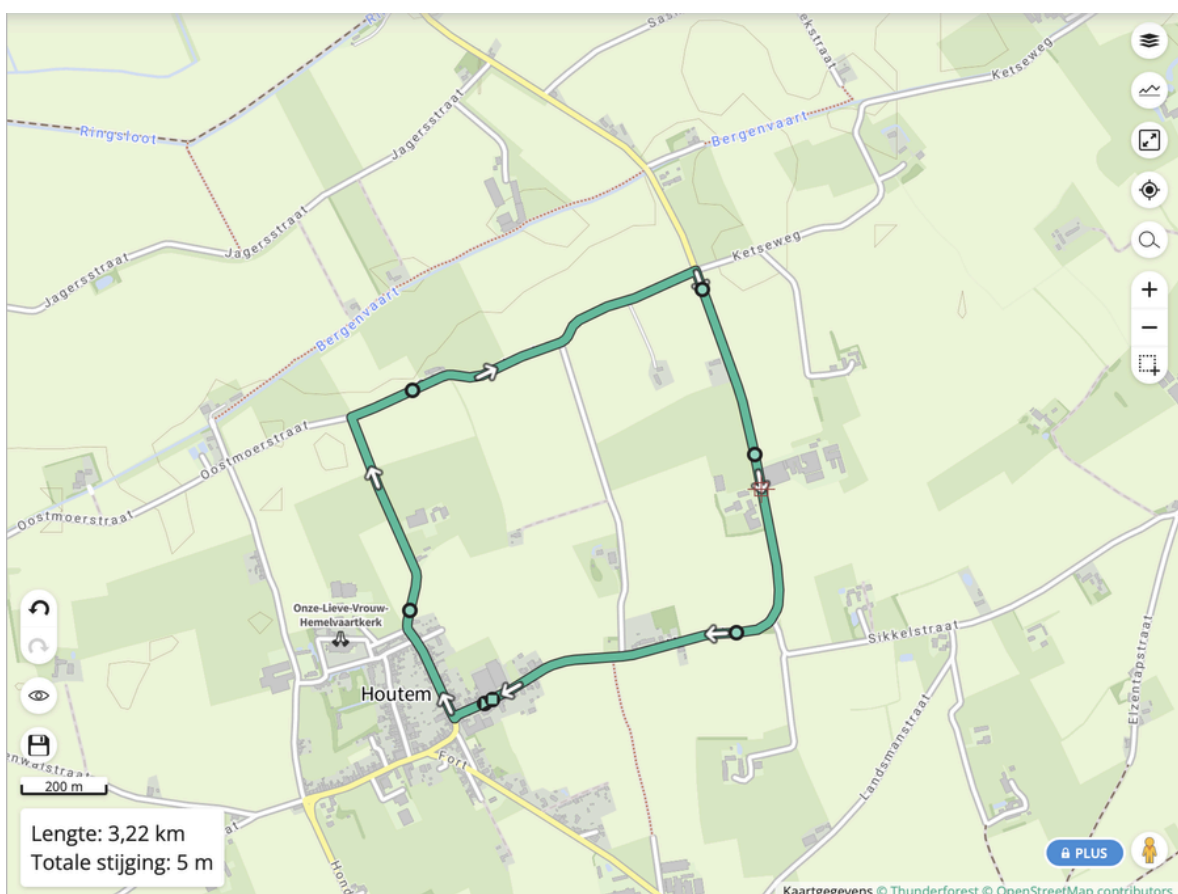 Ringsloot
Jagersstraat
Jagersstraat
Jagersstraat
Bergenvaart
Ketseweg
Ketseweg
Bergenvaart
Oostmoerstraat
Oostmoerstraat
Onze-Lieve-Vrouw-
Hemelvaartkerk
Houtem
Fort
Sikkelstraat
Landsmanstraat
Elzentapstraat
200 m
Lengte: 3,22 km
Totale stijging: 5 m
PLUS
Kaartgegevens © Thunderforest © OpenStreetMap contributors